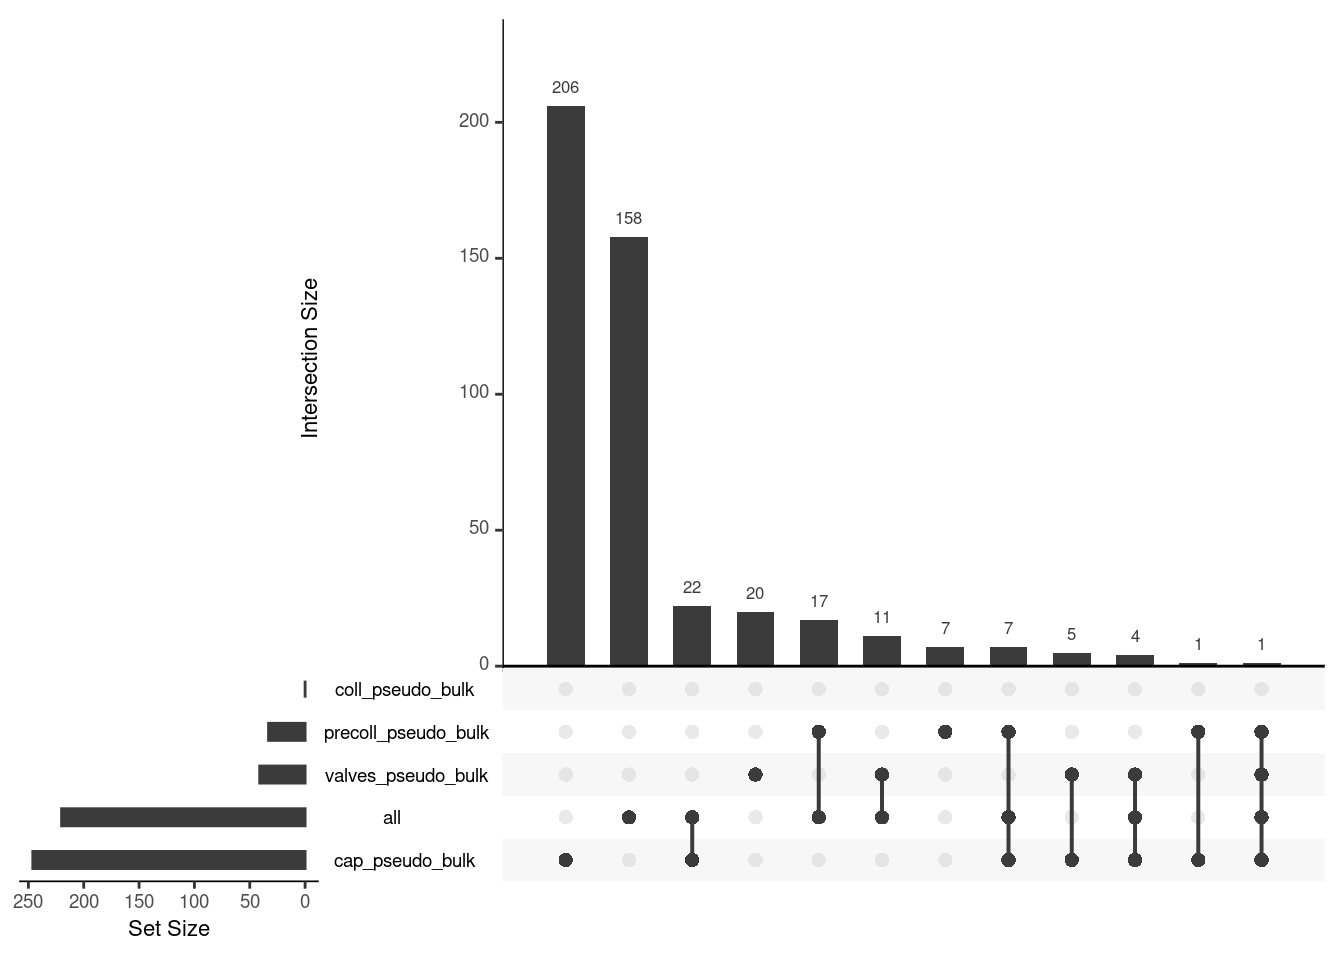 206
200
158
150
Intersection Size
100
50
22
20
17
11
7
7
5
4
1
1
0
coll_pseudo_bulk
precoll_pseudo_bulk
valves_pseudo_bulk
all
cap_pseudo_bulk
250 200 150 100 50 0
Set Size